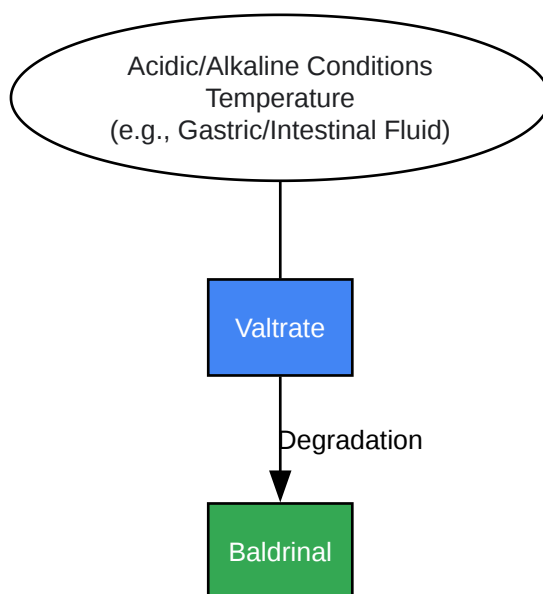 Acidic/Alkaline Conditions
Temperature
(e.g., Gastric/Intestinal Fluid)
Valtrate
Degradation
Baldrinal